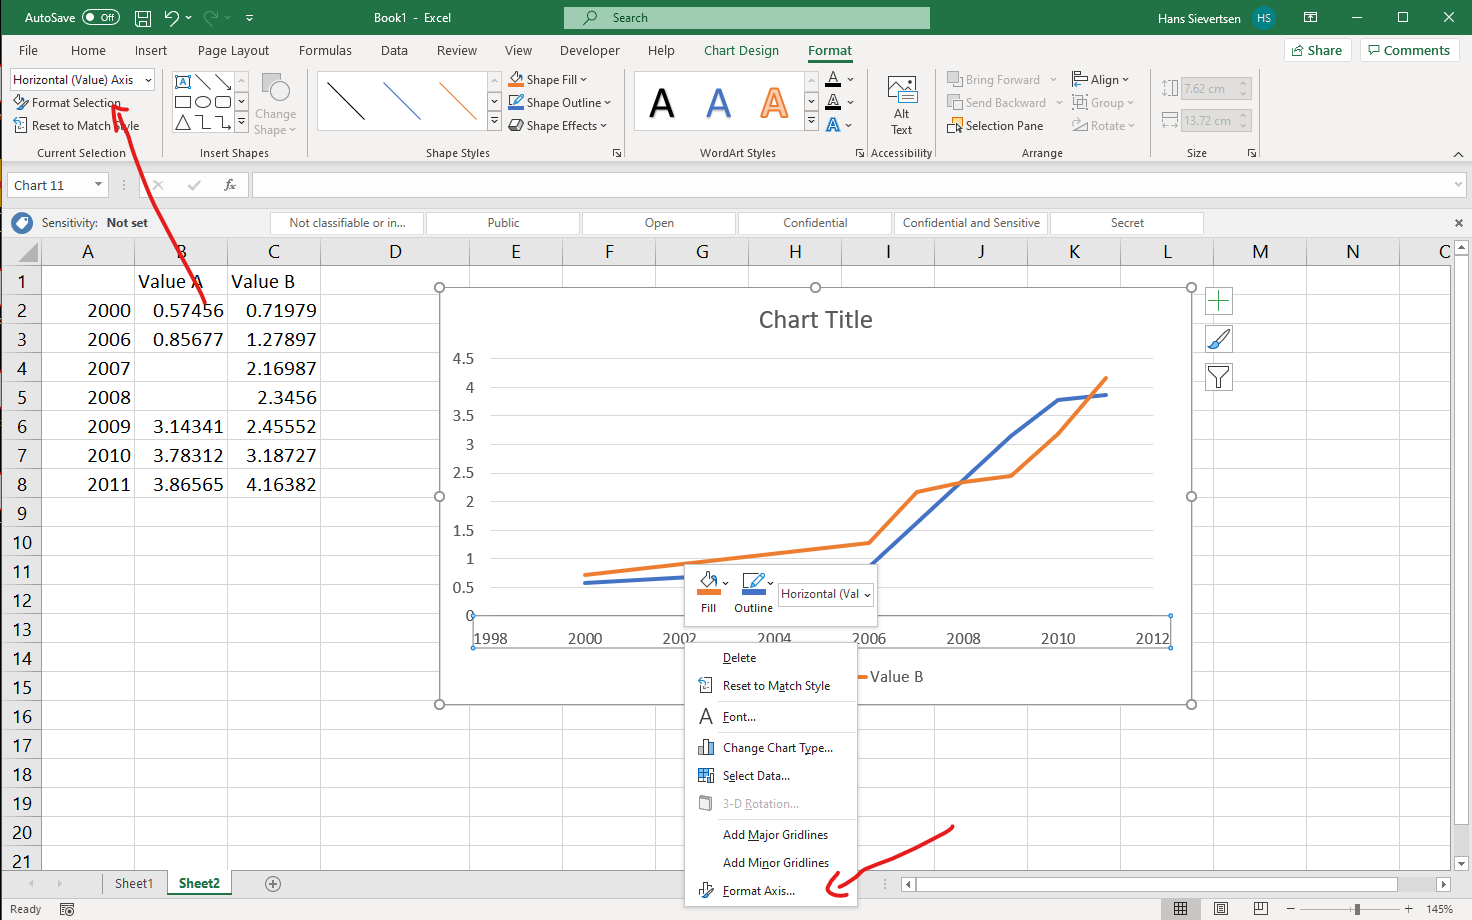 AutoSave Off Book1 - Excel Search Hans Sievertsen HS
File Home Insert Page Layout Formulas Data Review View Developer Help Chart Design Format Share Comments
Horizontal (Value) Axis
Format Selection
Reset to Match Style
Current Selection
Change
Shape
Insert Shapes
Shape Fill
Shape Outline
Shape Effects
Shape Styles
A A A
A
A
A
WordArt Styles
Alt
Text
Accessibility
Bring Forward
Send Backward
Selection Pane
Align
Group
Rotate
Arrange
7.62 cm
13.72 cm
Size
Chart 11
fx
Sensitivity: Not set Not classifiable or in... Public Open Confidential Confidential and Sensitive Secret
A B C D E F G H I J K L M N O
1 Value A Value B
2 2000 0.57456 0.71979
3 2006 0.85677 1.27897
4 2007 2.16987
5 2008 2.3456
6 2009 3.14341 2.45552
7 2010 3.78312 3.18727
8 2011 3.86565 4.16382
9
10
11
12
13
14
15
16
17
18
19
20
21
Chart Title
4.5
4
3.5
3
2.5
2
1.5
1
0.5
0
1998 2000 2002 2004 2006 2008 2010 2012
Value B
Fill Outline Horizontal (Val
Delete
Reset to Match Style
A Font...
Change Chart Type...
Select Data...
3-D Rotation...
Add Major Gridlines
Add Minor Gridlines
Format Axis...
Sheet1 Sheet2
Ready 145%